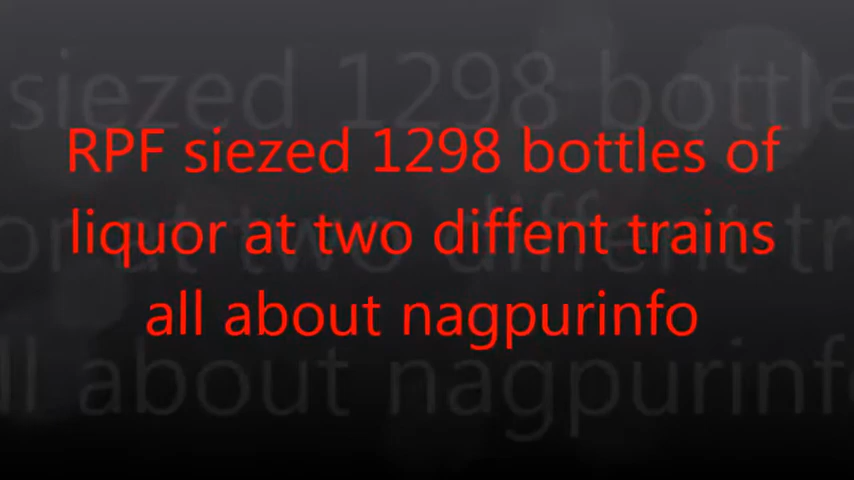 RPF siezed 1298 bottles of
liquor at two diffent trains
all about nagpurinfo